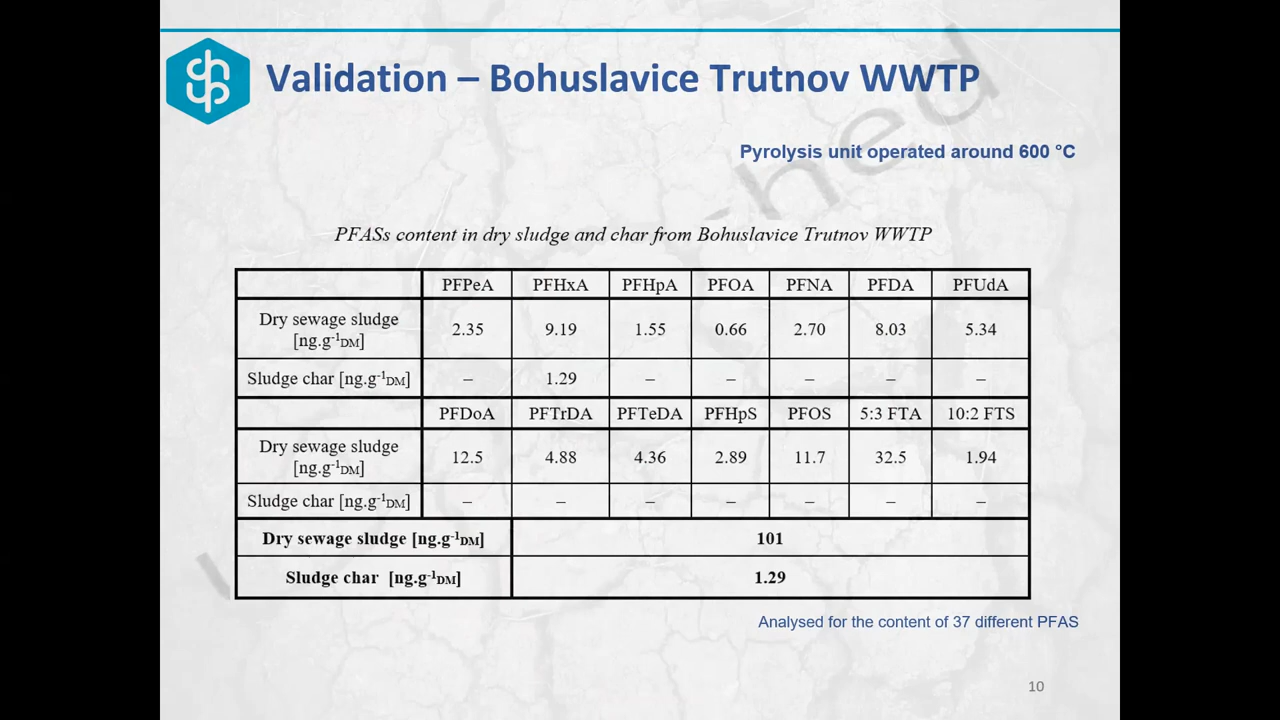 Validation – Bohuslavice Trutnov WWTP
Pyrolysis unit operated around 600 °C
PFASs content in dry sludge and char from Bohuslavice Trutnov WWTP
PFPeA PFHxA PFHpA PFOA PFNA PFDA PFUdA
Dry sewage sludge [ng.g-1DM] 2.35 9.19 1.55 0.66 2.70 8.03 5.34
Sludge char [ng.g-1DM] – 1.29 – – – – –
PFDoA PFTrDA PFTeDA PFHpS PFOS 5:3 FTA 10:2 FTS
Dry sewage sludge [ng.g-1DM] 12.5 4.88 4.36 2.89 11.7 32.5 1.94
Sludge char [ng.g-1DM] – – – – – – –
Dry sewage sludge [ng.g-1DM] 101
Sludge char [ng.g-1DM] 1.29
Analysed for the content of 37 different PFAS
10